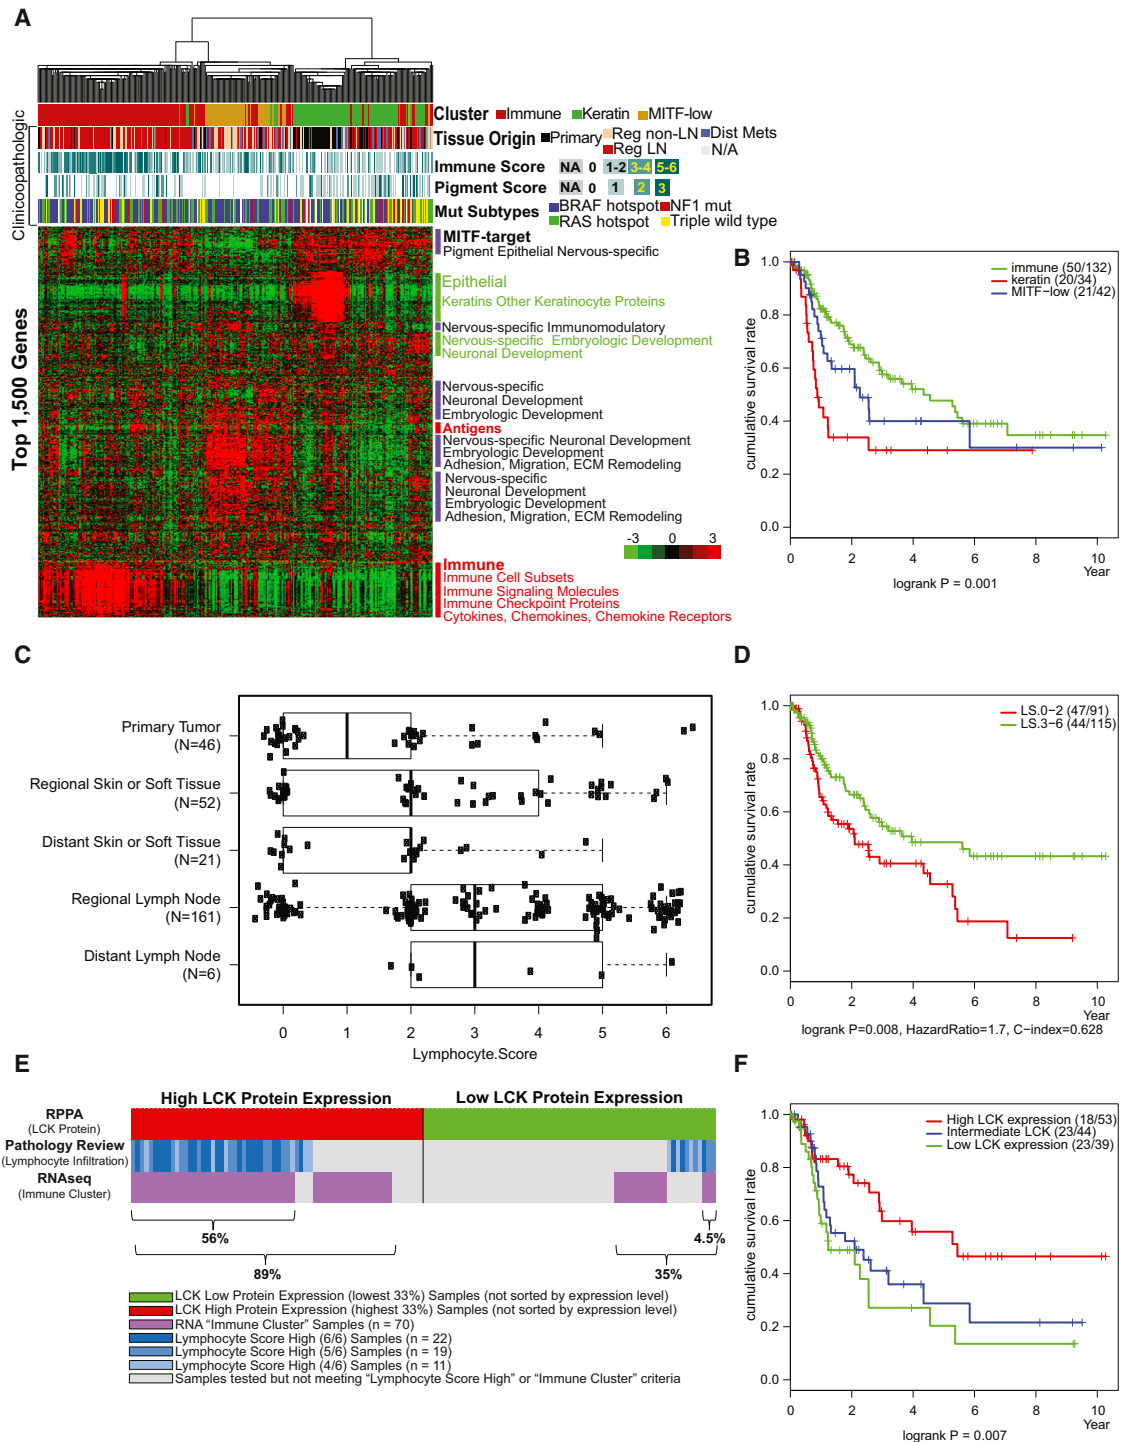 A
Clinicoopathologic
Cluster Immune Keratin MITF-low
Tissue Origin Primary Reg non-LN Dist Mets
Reg LN N/A
Immune Score NA 0 1-2 3-4 5-6
Pigment Score NA 0 1 2 3
Mut Subtypes BRAF hotspot NF1 mut
RAS hotspot Triple wild type
Top 1,500 Genes
MITF-target
Pigment Epithelial Nervous-specific
Epithelial
Keratins Other Keratinocyte Proteins
Nervous-specific Immunomodulatory
Nervous-specific Embryologic Development
Neuronal Development
Nervous-specific
Neuronal Development
Embryologic Development
Antigens
Nervous-specific Neuronal Development
Embryologic Development
Adhesion, Migration, ECM Remodeling
Nervous-specific
Neuronal Development
Embryologic Development
Adhesion, Migration, ECM Remodeling
-3 0 3
Immune
Immune Cell Subsets
Immune Signaling Molecules
Immune Checkpoint Proteins
Cytokines, Chemokines, Chemokine Receptors
B
cumulative survival rate
1.0
0.8
0.6
0.4
0.2
0.0
immune (50/132)
keratin (20/34)
MITF−low (21/42)
0 2 4 6 8 10
Year
logrank P = 0.001
C
Primary Tumor
(N=46)
Regional Skin or Soft Tissue
(N=52)
Distant Skin or Soft Tissue
(N=21)
Regional Lymph Node
(N=161)
Distant Lymph Node
(N=6)
0 1 2 3 4 5 6
Lymphocyte.Score
D
cumulative survival rate
1.0
0.8
0.6
0.4
0.2
0.0
LS.0−2 (47/91)
LS.3−6 (44/115)
0 2 4 6 8 10
Year
logrank P=0.008, HazardRatio=1.7, C−index=0.628
E
High LCK Protein Expression Low LCK Protein Expression
RPPA
(LCK Protein)
Pathology Review
(Lymphocyte Infiltration)
RNAseq
(Immune Cluster)
56% 4.5%
89% 35%
LCK Low Protein Expression (lowest 33%) Samples (not sorted by expression level)
LCK High Protein Expression (highest 33%) Samples (not sorted by expression level)
RNA “Immune Cluster” Samples (n = 70)
Lymphocyte Score High (6/6) Samples (n = 22)
Lymphocyte Score High (5/6) Samples (n = 19)
Lymphocyte Score High (4/6) Samples (n = 11)
Samples tested but not meeting “Lymphocyte Score High” or “Immune Cluster” criteria
F
cumulative survival rate
1.0
0.8
0.6
0.4
0.2
0.0
High LCK expression (18/53)
Intermediate LCK (23/44)
Low LCK expression (23/39)
0 2 4 6 8 10
Year
logrank P = 0.007